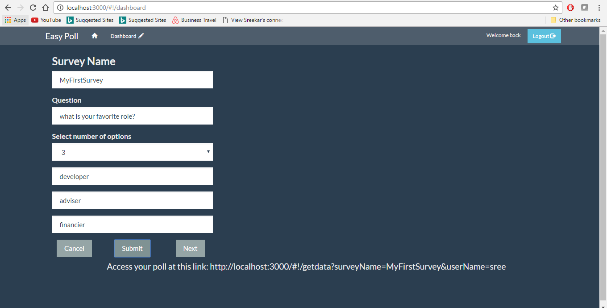 localhost:3000/#!/dashboard
Apps YouTube Suggested Sites Suggested Sites Business Travel View Sreekar's conne Other bookmarks
Easy Poll Dashboard Welcome back Logout
Survey Name
MyFirstSurvey
Question
what is your favorite role?
Select number of options
3
developer
adviser
financier
Cancel Submit Next
Access your poll at this link: http://localhost:3000/#!/getdata?surveyName=MyFirstSurvey&userName=sree